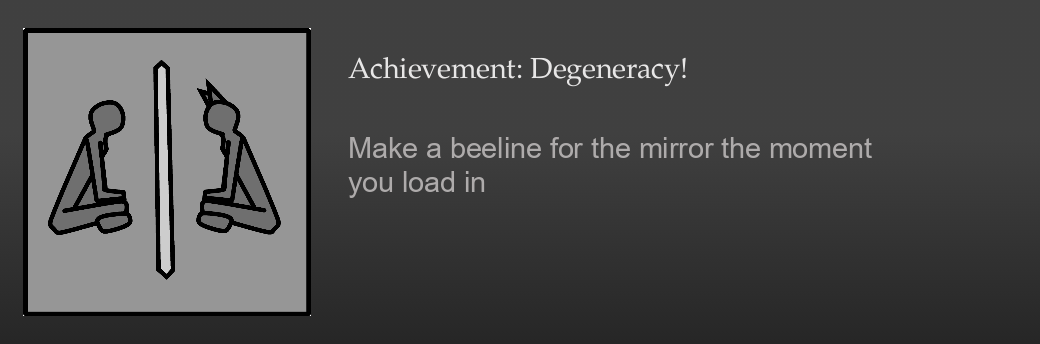 Achievement: Degeneracy!
Make a beeline for the mirror the moment
you load in